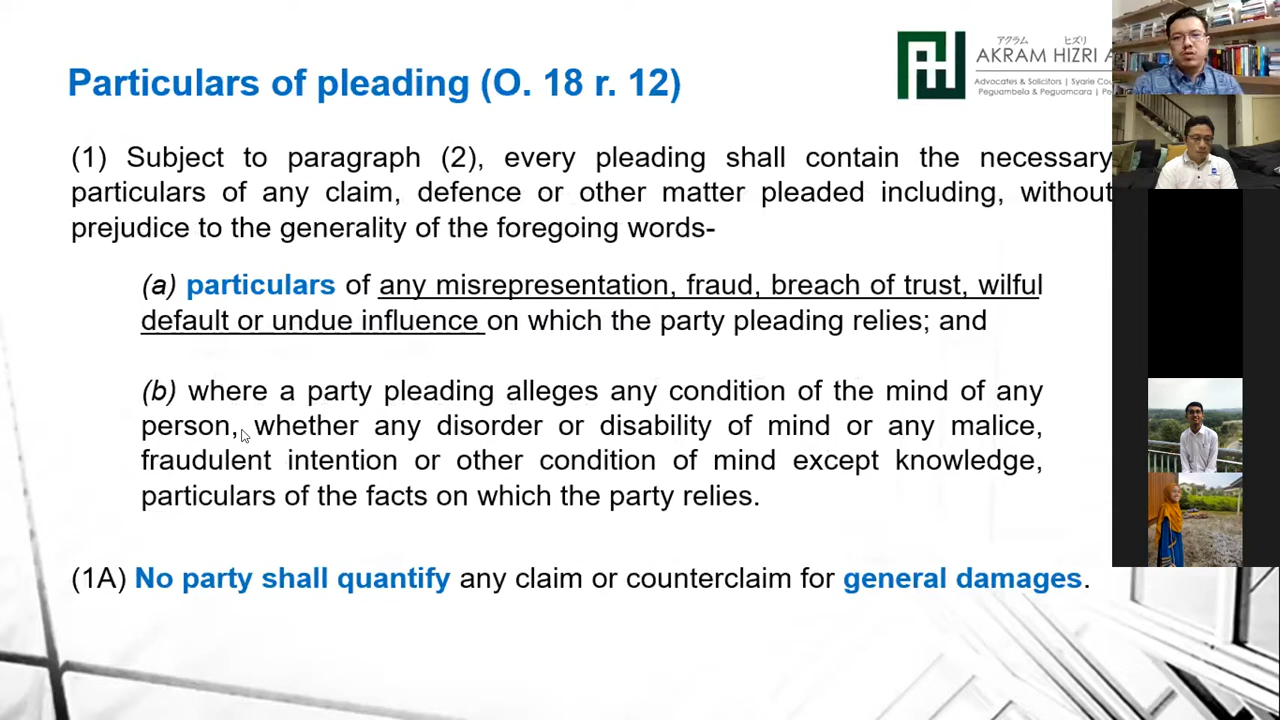 Particulars of pleading (O. 18 r. 12)
アクラム ヒズリ
AKRAM HIZRI A
Advocates & Solicitors | Syarie Cou
Peguambela & Peguamcara | Pe
(1) Subject to paragraph (2), every pleading shall contain the necessary
particulars of any claim, defence or other matter pleaded including, without
prejudice to the generality of the foregoing words-
(a) particulars of any misrepresentation, fraud, breach of trust, wilful
default or undue influence on which the party pleading relies; and
(b) where a party pleading alleges any condition of the mind of any
person, whether any disorder or disability of mind or any malice,
fraudulent intention or other condition of mind except knowledge,
particulars of the facts on which the party relies.
(1A) No party shall quantify any claim or counterclaim for general damages.